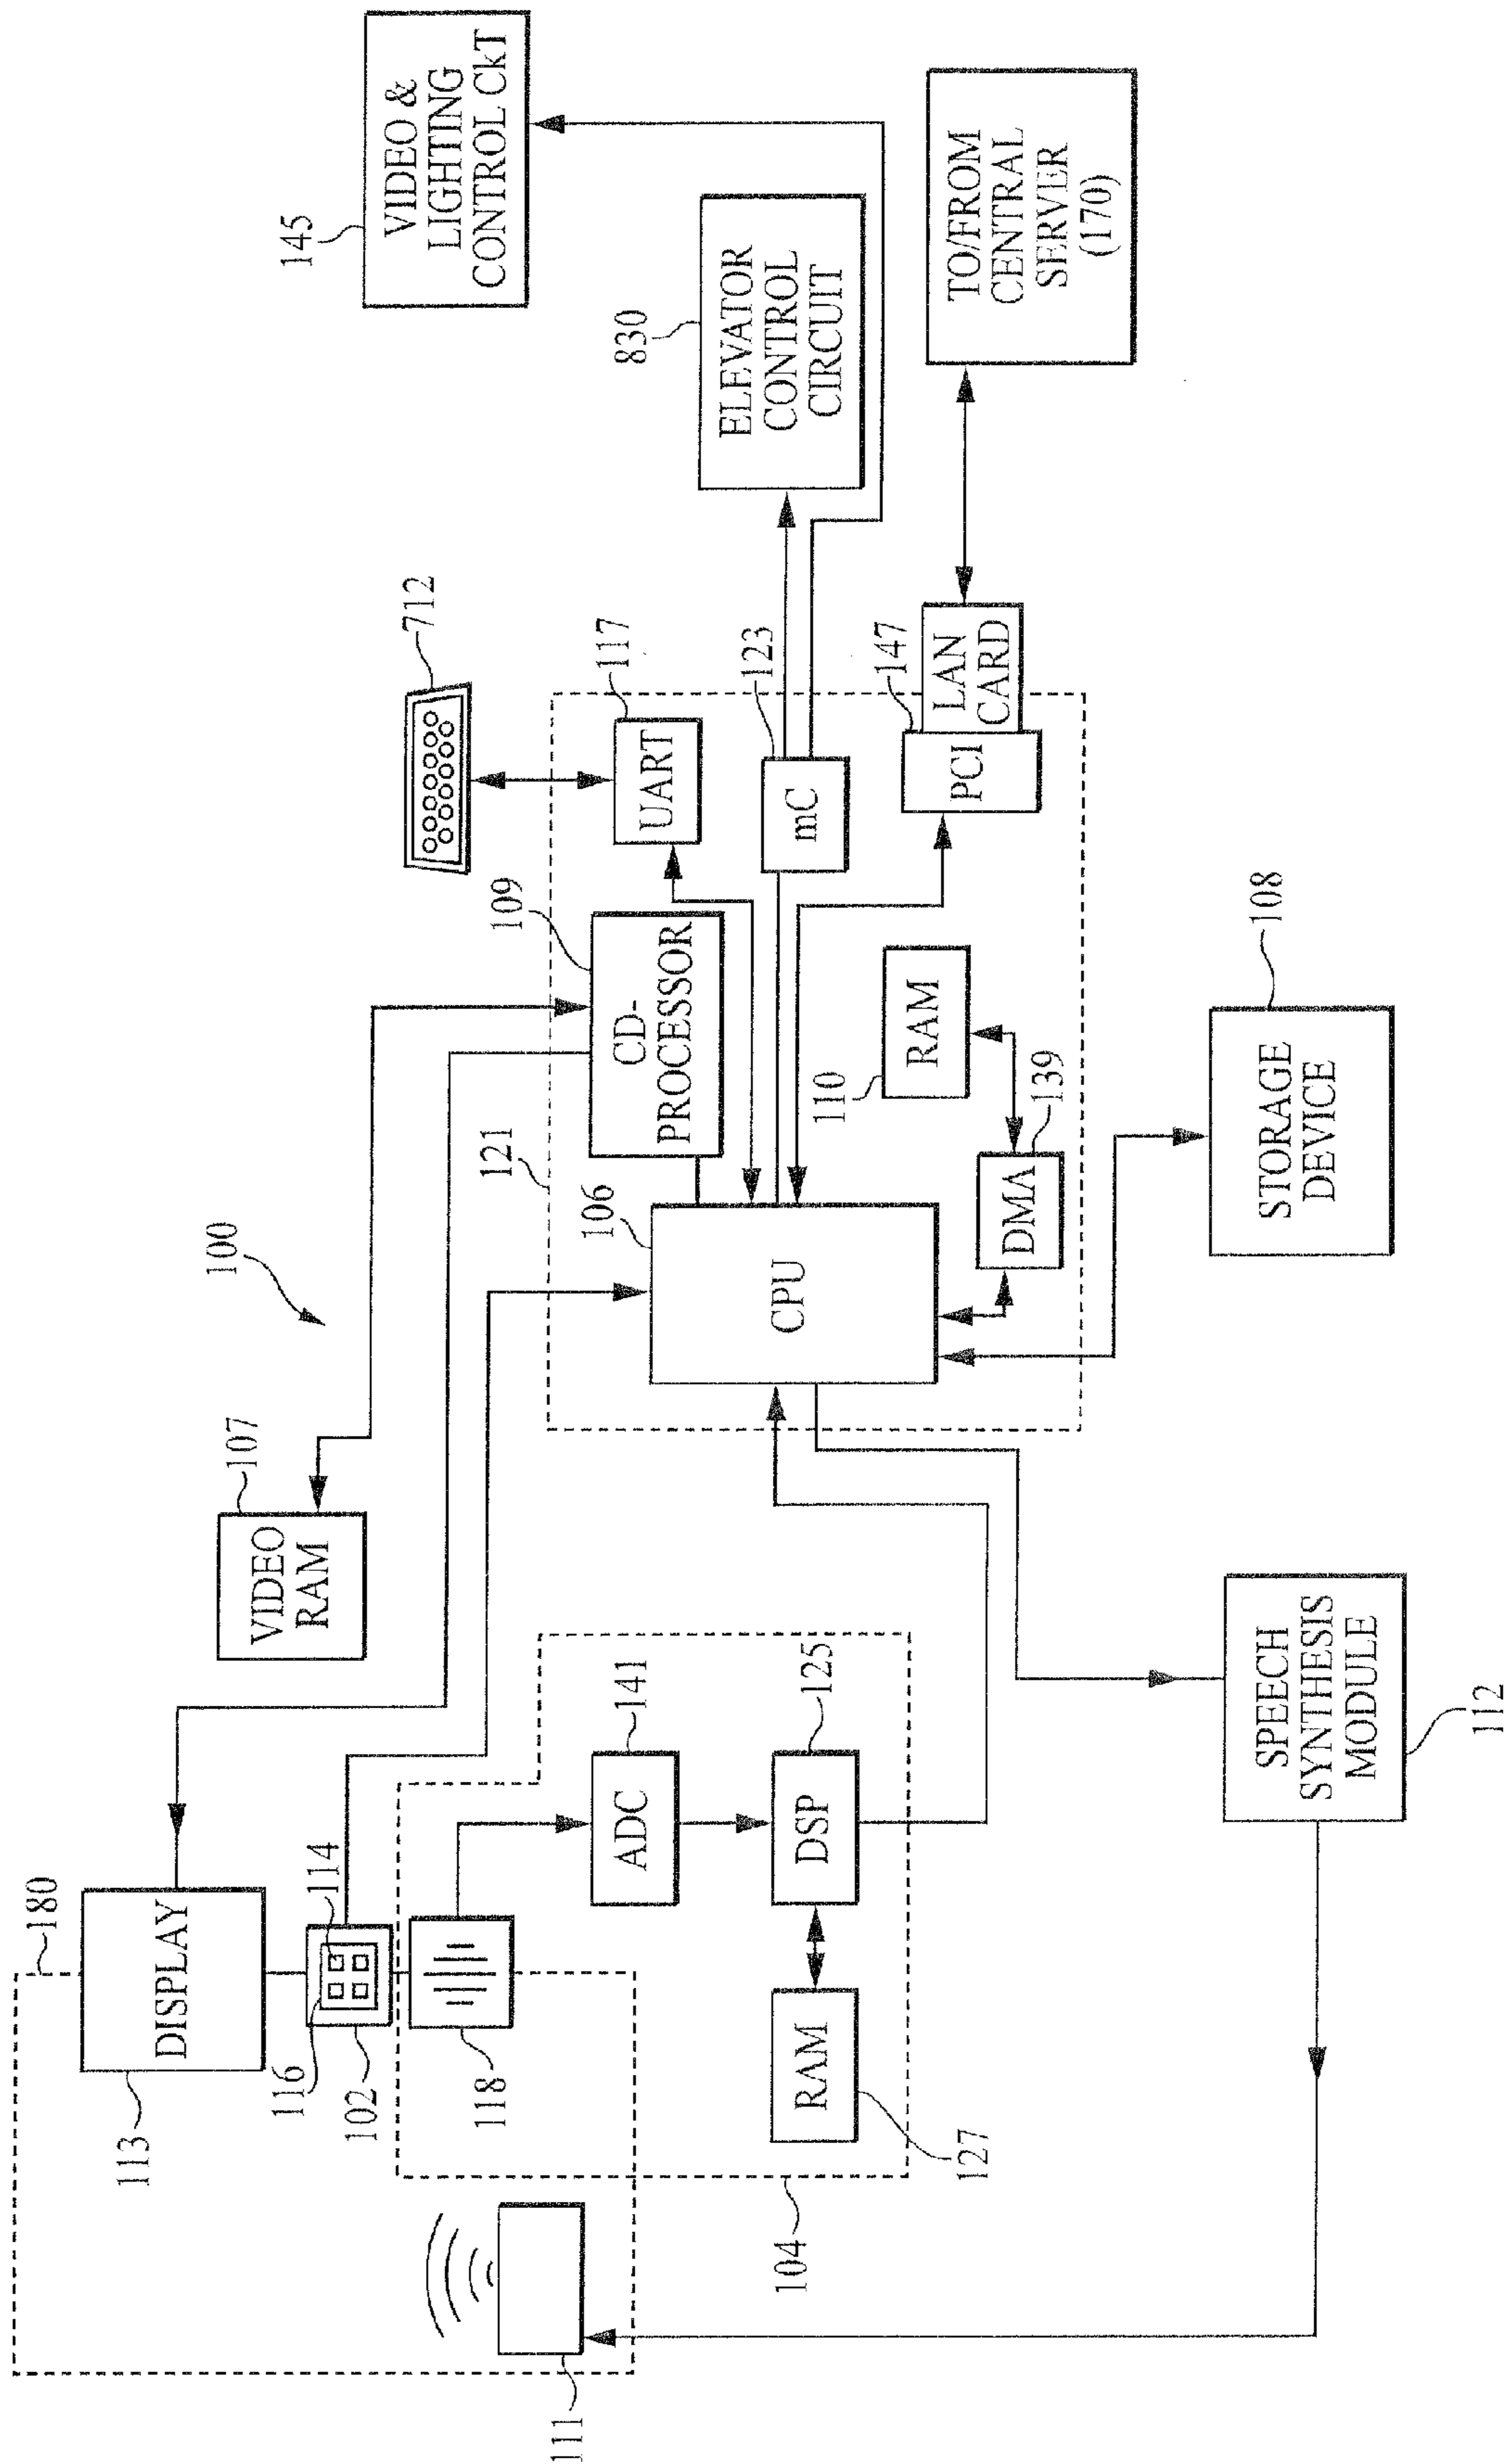 100
180
DISPLAY
113
116
114
102
118
111
104
ADC
141
DSP
125
RAM
127
VIDEO
RAM
107
121
CPU
106
CD-
PROCESSOR
109
UART
117
712
mC
123
PCI
147
LAN
CARD
RAM
110
DMA
139
STORAGE
DEVICE
108
SPEECH
SYNTHESIS
MODULE
112
VIDEO &
LIGHTING
CONTROL CkT
145
ELEVATOR
CONTROL
CIRCUIT
830
TO/FROM
CENTRAL
SERVER
(170)